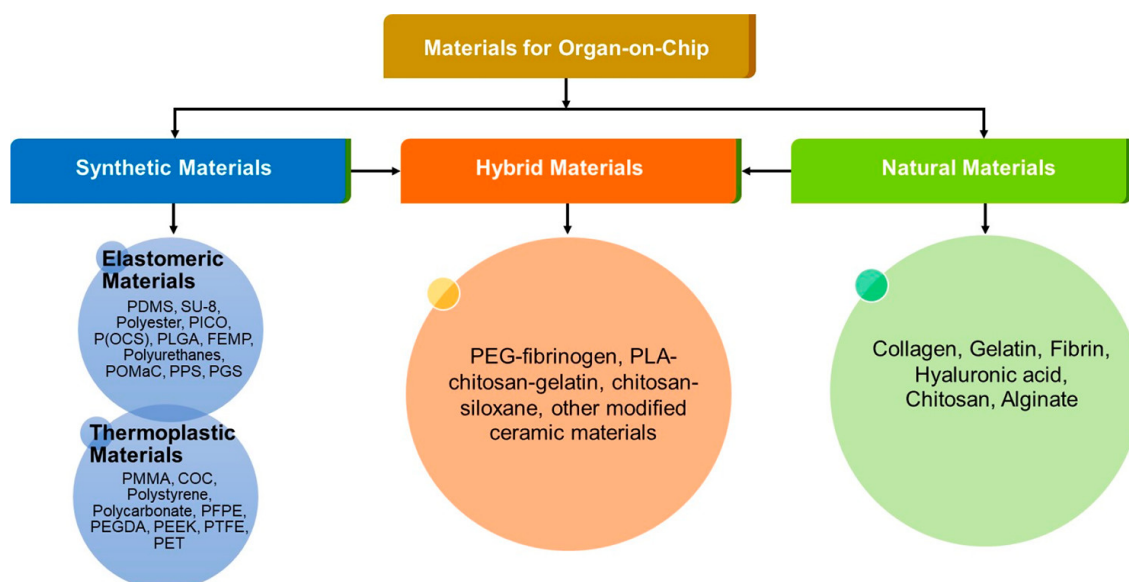 Materials for Organ-on-Chip
Synthetic Materials
Hybrid Materials
Natural Materials
Elastomeric
Materials
PDMS, SU-8,
Polyester, PICO,
P(OCS), PLGA, FEMP,
Polyurethanes,
POMaC, PPS, PGS
Thermoplastic
Materials
PMMA, COC,
Polystyrene,
Polycarbonate, PFPE,
PEGDA, PEEK, PTFE,
PET
PEG-fibrinogen, PLA-
chitosan-gelatin, chitosan-
siloxane, other modified
ceramic materials
Collagen, Gelatin, Fibrin,
Hyaluronic acid,
Chitosan, Alginate